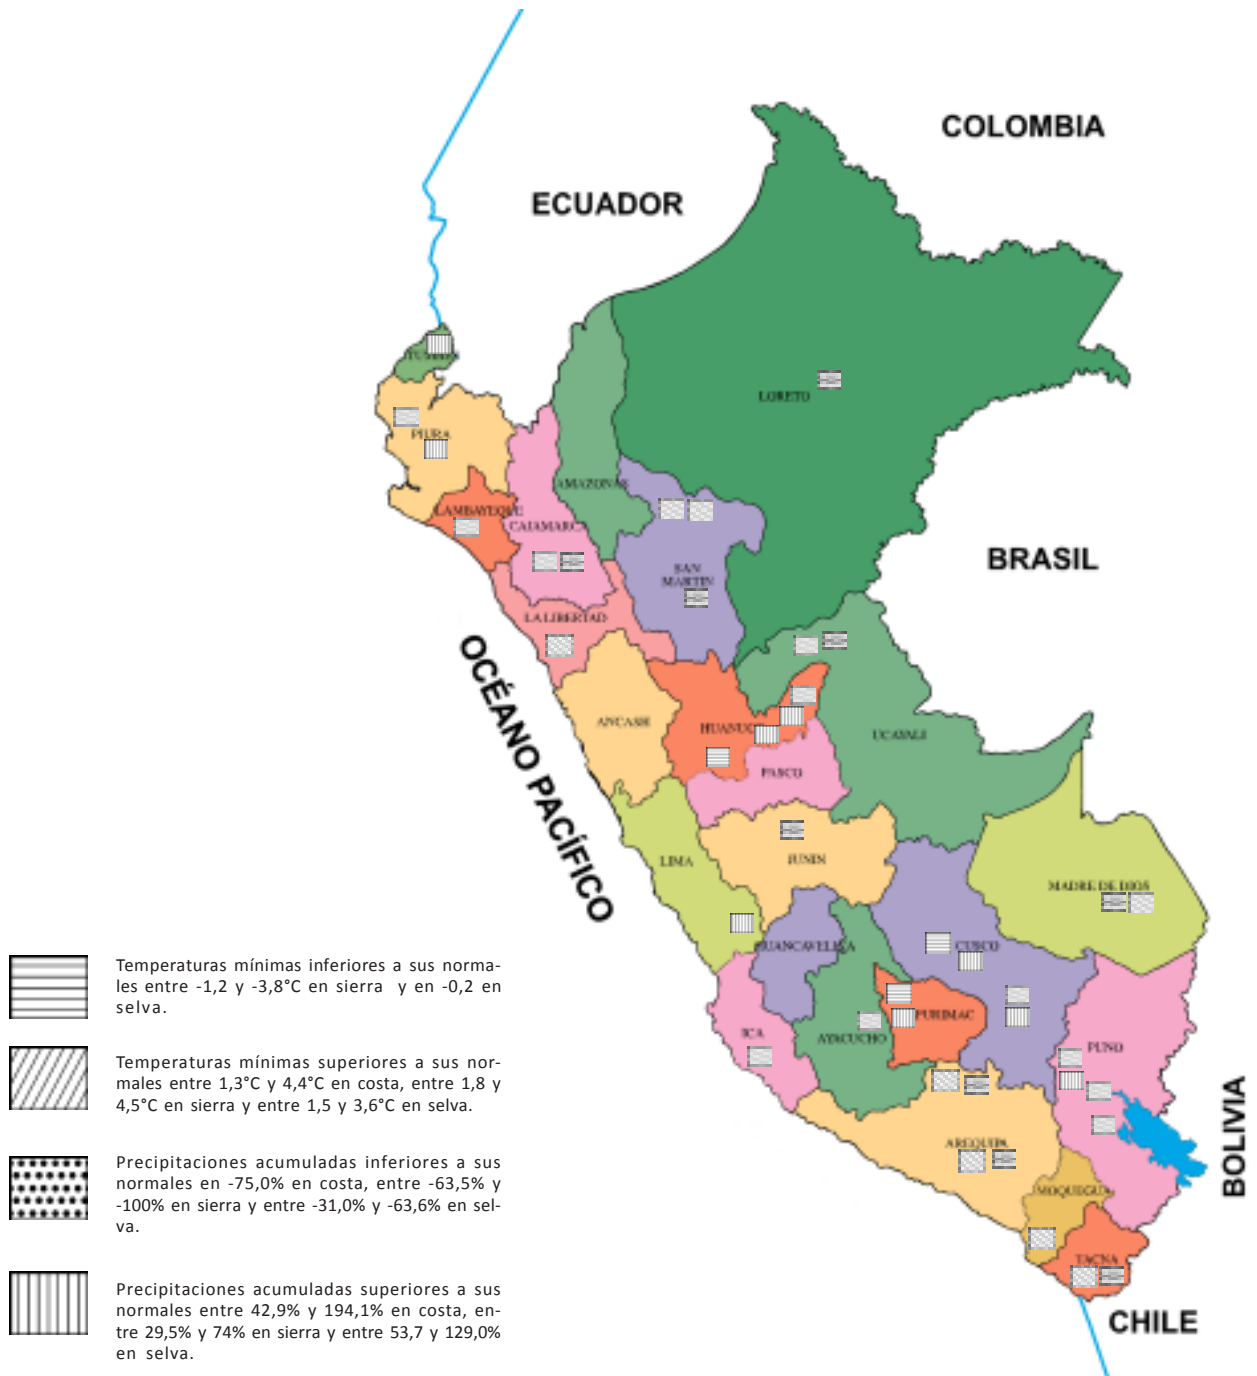 COLOMBIA
ECUADOR
LORETO
PIURA
AMAZONAS
LAMBAYEQUE
CAJAMARCA
BRASIL
SAN
MARTIN
LA LIBERTAD
OCÉANO PACÍFICO
ANCASH
HUANUC
UCAYALI
PASCO
LIMA
JUNIN
MADRE DE DIOS
HUANCAVELICA
CUSCO
ICA
AYACUCHO
PURIMAC
PUNO
BOLIVIA
AREQUIPA
MOQUEGUA
TACNA
CHILE
Temperaturas mínimas inferiores a sus norma-
les entre -1,2 y -3,8°C en sierra y en -0,2 en
selva.
Temperaturas mínimas superiores a sus nor-
males entre 1,3°C y 4,4°C en costa, entre 1,8 y
4,5°C en sierra y entre 1,5 y 3,6°C en selva.
Precipitaciones acumuladas inferiores a sus
normales en -75,0% en costa, entre -63,5% y
-100% en sierra y entre -31,0% y -63,6% en sel-
va.
Precipitaciones acumuladas superiores a sus
normales entre 42,9% y 194,1% en costa, en-
tre 29,5% y 74% en sierra y entre 53,7 y 129,0%
en selva.